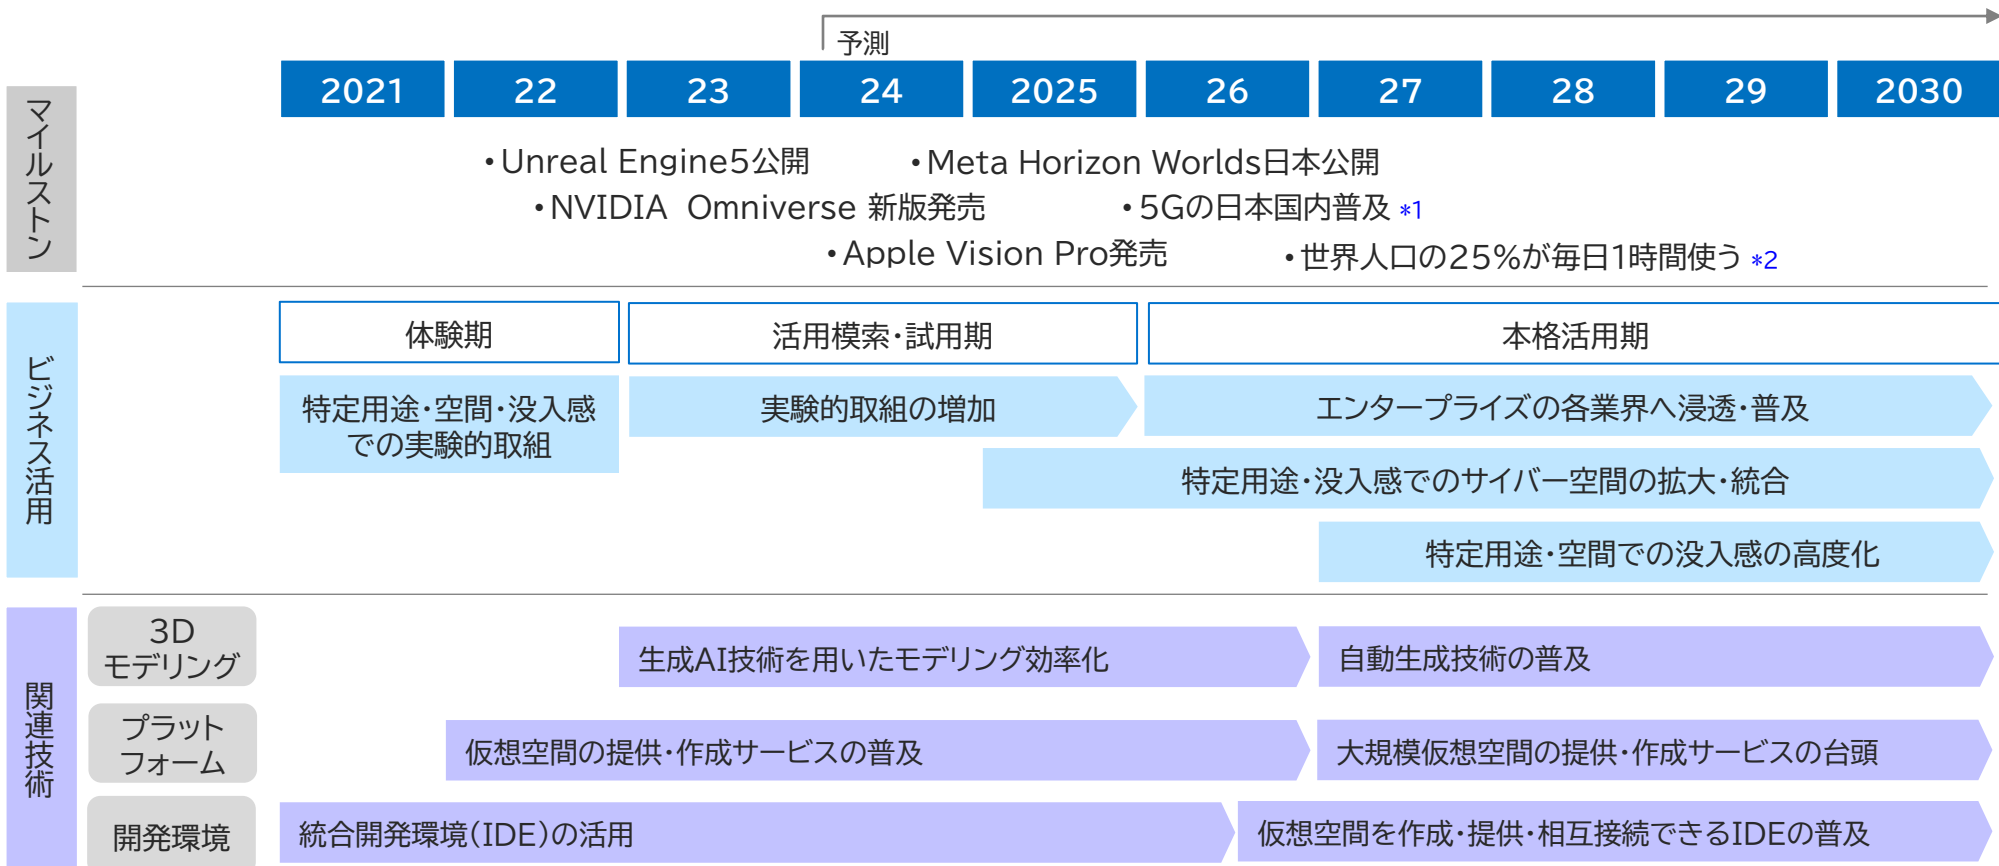 予測
2021 22 23 24 2025 26 27 28 29 2030
マイルストン
・Unreal Engine5公開 ・Meta Horizon Worlds日本公開
・NVIDIA Omniverse 新版発売 ・5Gの日本国内普及 *1
・Apple Vision Pro発売 ・世界人口の25%が毎日1時間使う *2
ビジネス活用
体験期 活用模索・試用期 本格活用期
特定用途・空間・没入感
での実験的取組
実験的取組の増加 エンタープライズの各業界へ浸透・普及
特定用途・没入感でのサイバー空間の拡大・統合
特定用途・空間での没入感の高度化
関連技術
3D
モデリング
生成AI技術を用いたモデリング効率化 自動生成技術の普及
プラット
フォーム
仮想空間の提供・作成サービスの普及 大規模仮想空間の提供・作成サービスの台頭
開発環境
統合開発環境(IDE)の活用 仮想空間を作成・提供・相互接続できるIDEの普及